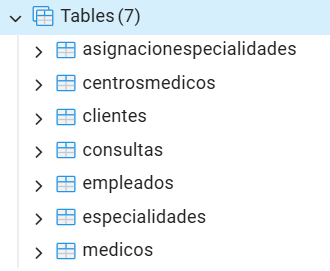 Tables (7)
asignacionespecialidades
centrosmedicos
clientes
consultas
empleados
especialidades
medicos